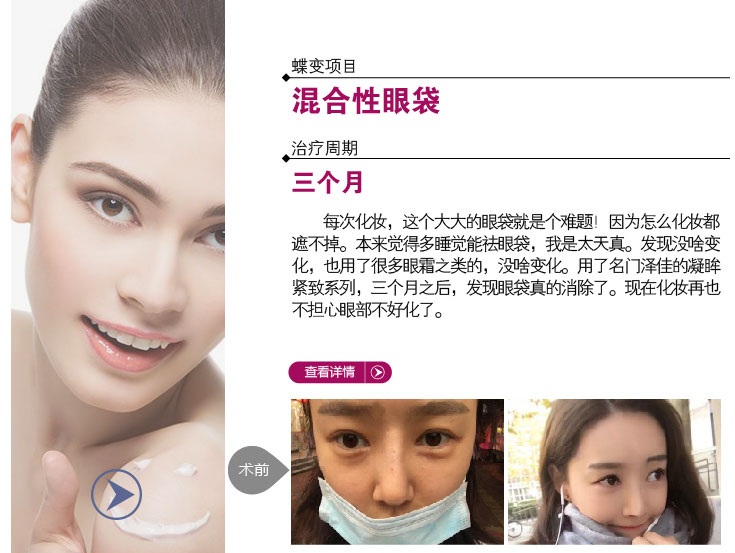 蝶变项目
混合性眼袋
治疗周期
三个月
每次化妆，这个大大的眼袋就是个难题！因为怎么化妆都
遮不掉。本来觉得多睡觉能祛眼袋，我是太天真。发现没啥变
化，也用了很多眼霜之类的，没啥变化。用了名门泽佳的凝眸
紧致系列，三个月之后，发现眼袋真的消除了。现在化妆再也
不担心眼部不好化了。
查看详情
术前